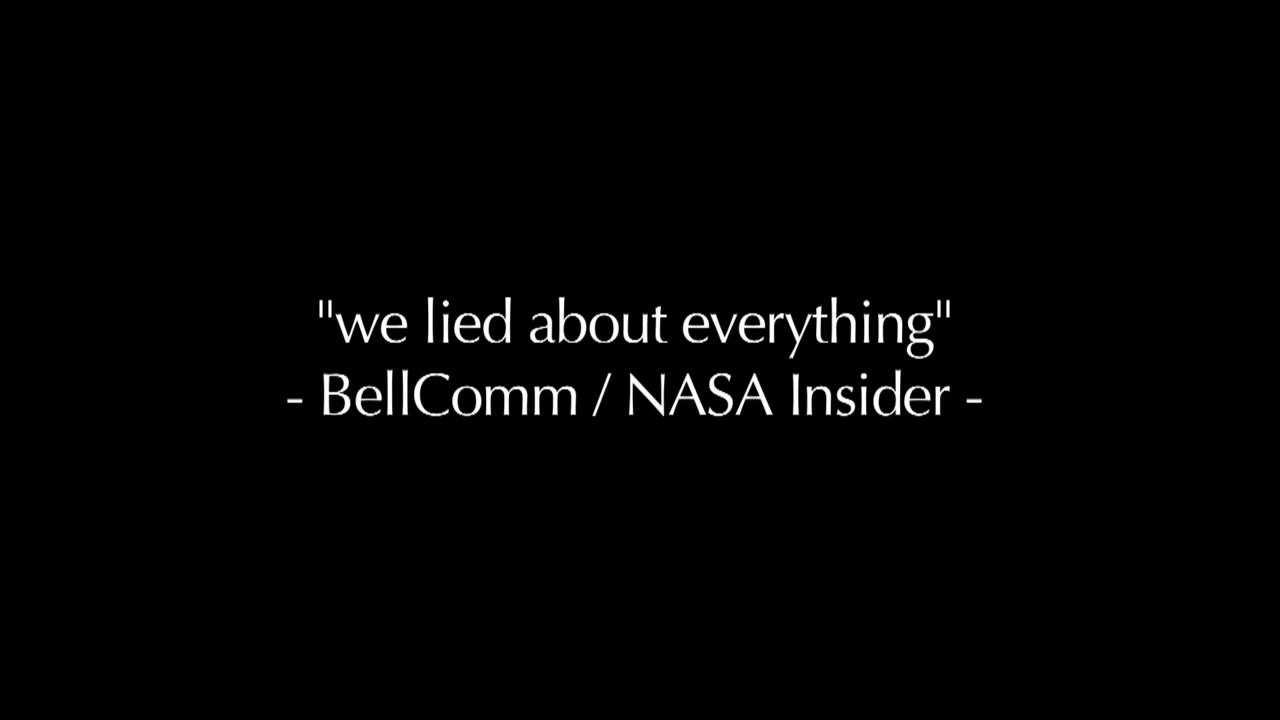 "we lied about everything"
- BellComm / NASA Insider -